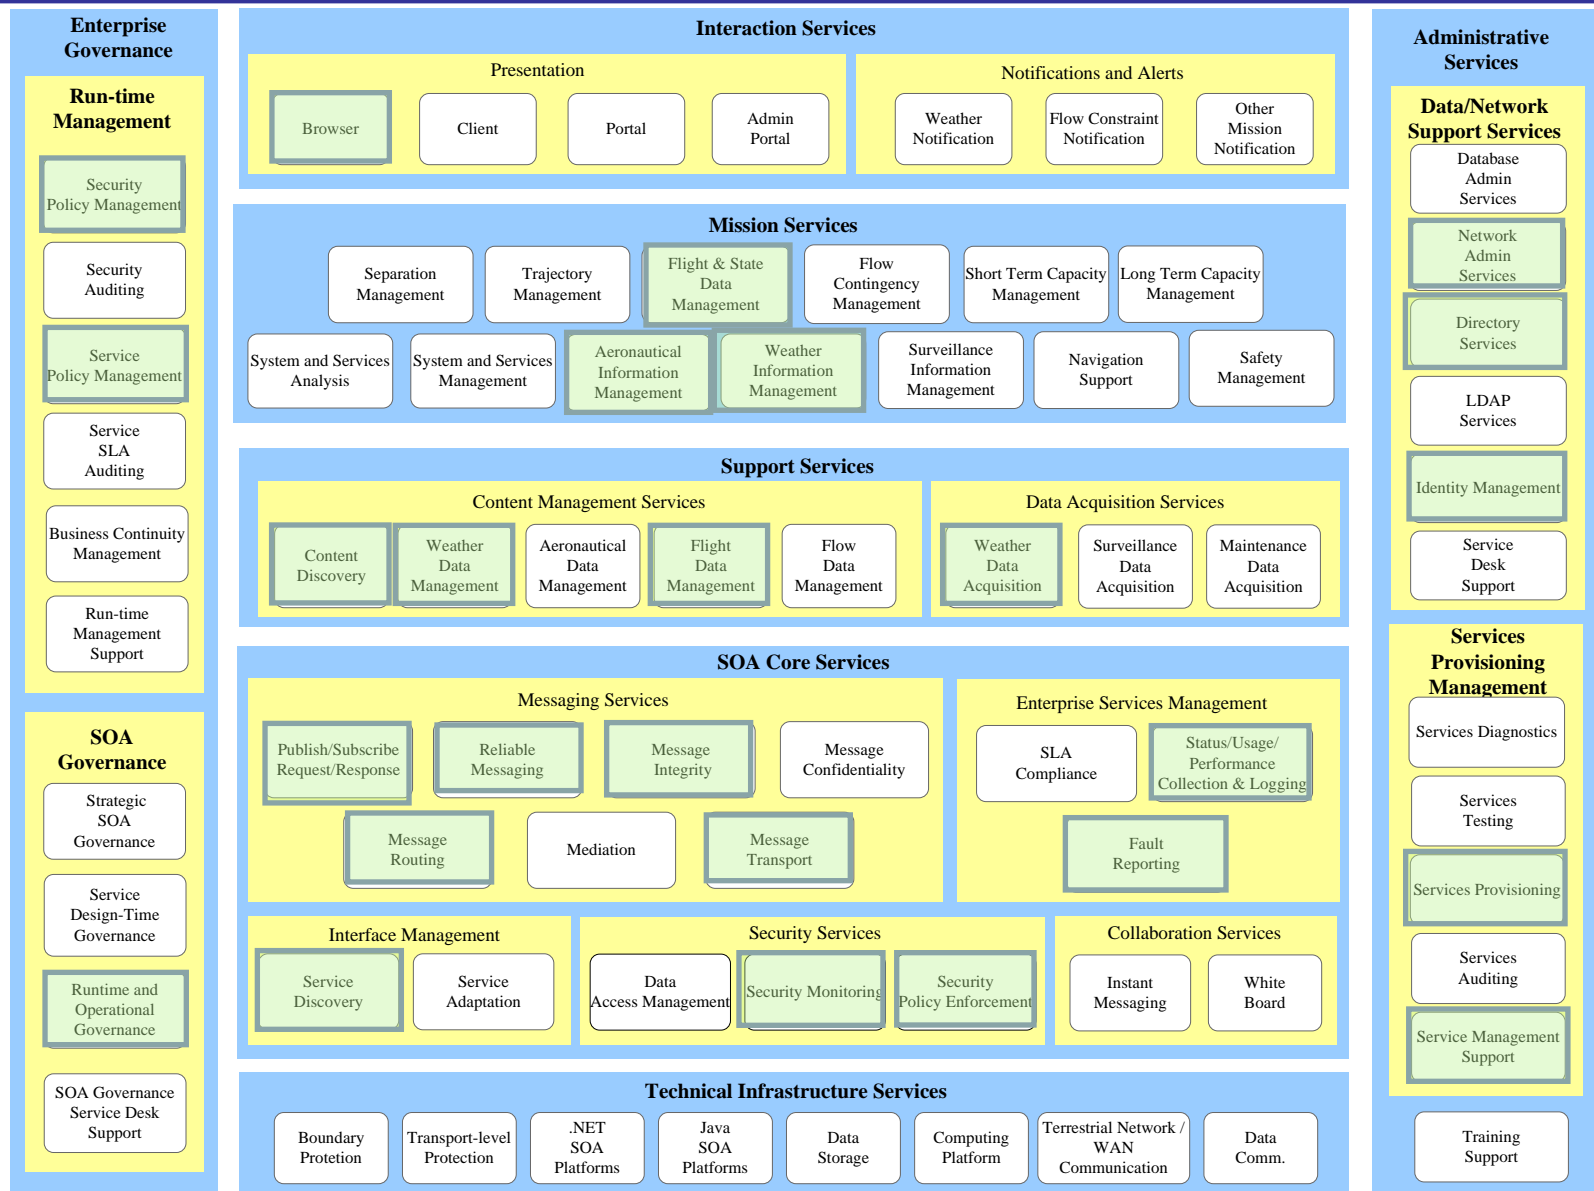 Enterprise
Governance
Run-time
Management
Security
Policy Management
Security
Auditing
Service
Policy Management
Service
SLA
Auditing
Business Continuity
Management
Run-time
Management
Support
SOA
Governance
Strategic
SOA
Governance
Service
Design-Time
Governance
Runtime and
Operational
Governance
SOA Governance
Service Desk
Support
Interaction Services
Presentation
Browser
Client
Portal
Admin
Portal
Notifications and Alerts
Weather
Notification
Flow Constraint
Notification
Other
Mission
Notification
Mission Services
Separation
Management
Trajectory
Management
Flight & State
Data
Management
Flow
Contingency
Management
Short Term Capacity
Management
Long Term Capacity
Management
System and Services
Analysis
System and Services
Management
Aeronautical
Information
Management
Weather
Information
Management
Surveillance
Information
Management
Navigation
Support
Safety
Management
Support Services
Content Management Services
Content
Discovery
Weather
Data
Management
Aeronautical
Data
Management
Flight
Data
Management
Flow
Data
Management
Data Acquisition Services
Weather
Data
Acquisition
Surveillance
Data
Acquisition
Maintenance
Data
Acquisition
SOA Core Services
Messaging Services
Publish/Subscribe
Request/Response
Reliable
Messaging
Message
Integrity
Message
Confidentiality
Message
Routing
Mediation
Message
Transport
Enterprise Services Management
SLA
Compliance
Status/Usage/
Performance
Collection & Logging
Fault
Reporting
Interface Management
Service
Discovery
Service
Adaptation
Security Services
Data
Access Management
Security Monitoring
Security
Policy Enforcement
Collaboration Services
Instant
Messaging
White
Board
Technical Infrastructure Services
Boundary
Protetion
Transport-level
Protection
.NET
SOA
Platforms
Java
SOA
Platforms
Data
Storage
Computing
Platform
Terrestrial Network /
WAN
Communication
Data
Comm.
Administrative
Services
Data/Network
Support Services
Database
Admin
Services
Network
Admin
Services
Directory
Services
LDAP
Services
Identity Management
Service
Desk
Support
Services
Provisioning
Management
Services Diagnostics
Services
Testing
Services Provisioning
Services
Auditing
Service Management
Support
Training
Support